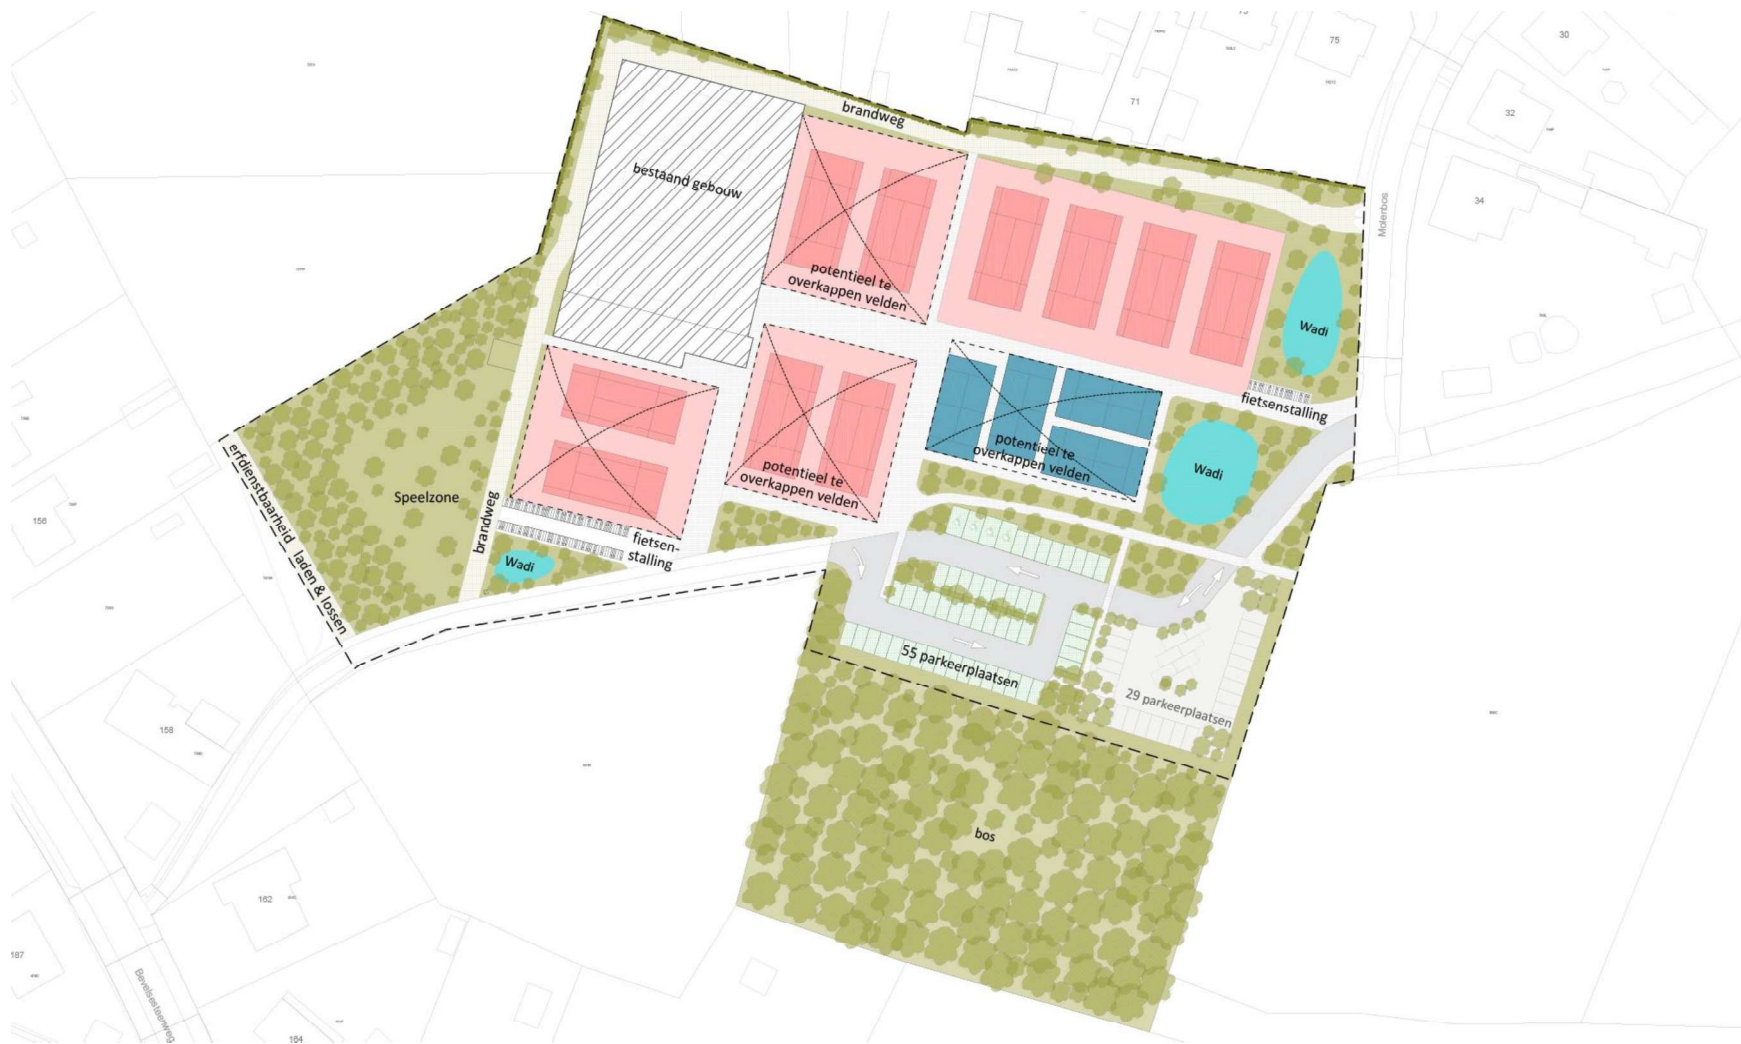 75
30
71
32
34
Molenbos
brandweg
bestaand gebouw
potentieel te
overkappen velden
Wadi
fietsenstalling
potentieel te
overkappen velden
Wadi
potentieel te
overkappen velden
Speelzone
brandweg
fietsen-
stalling
Wadi
erfdienstbaarheid laden & lossen
55 parkeerplaatsen
29 parkeerplaatsen
bos
156
158
162
187
164
Bevelsesteenweg